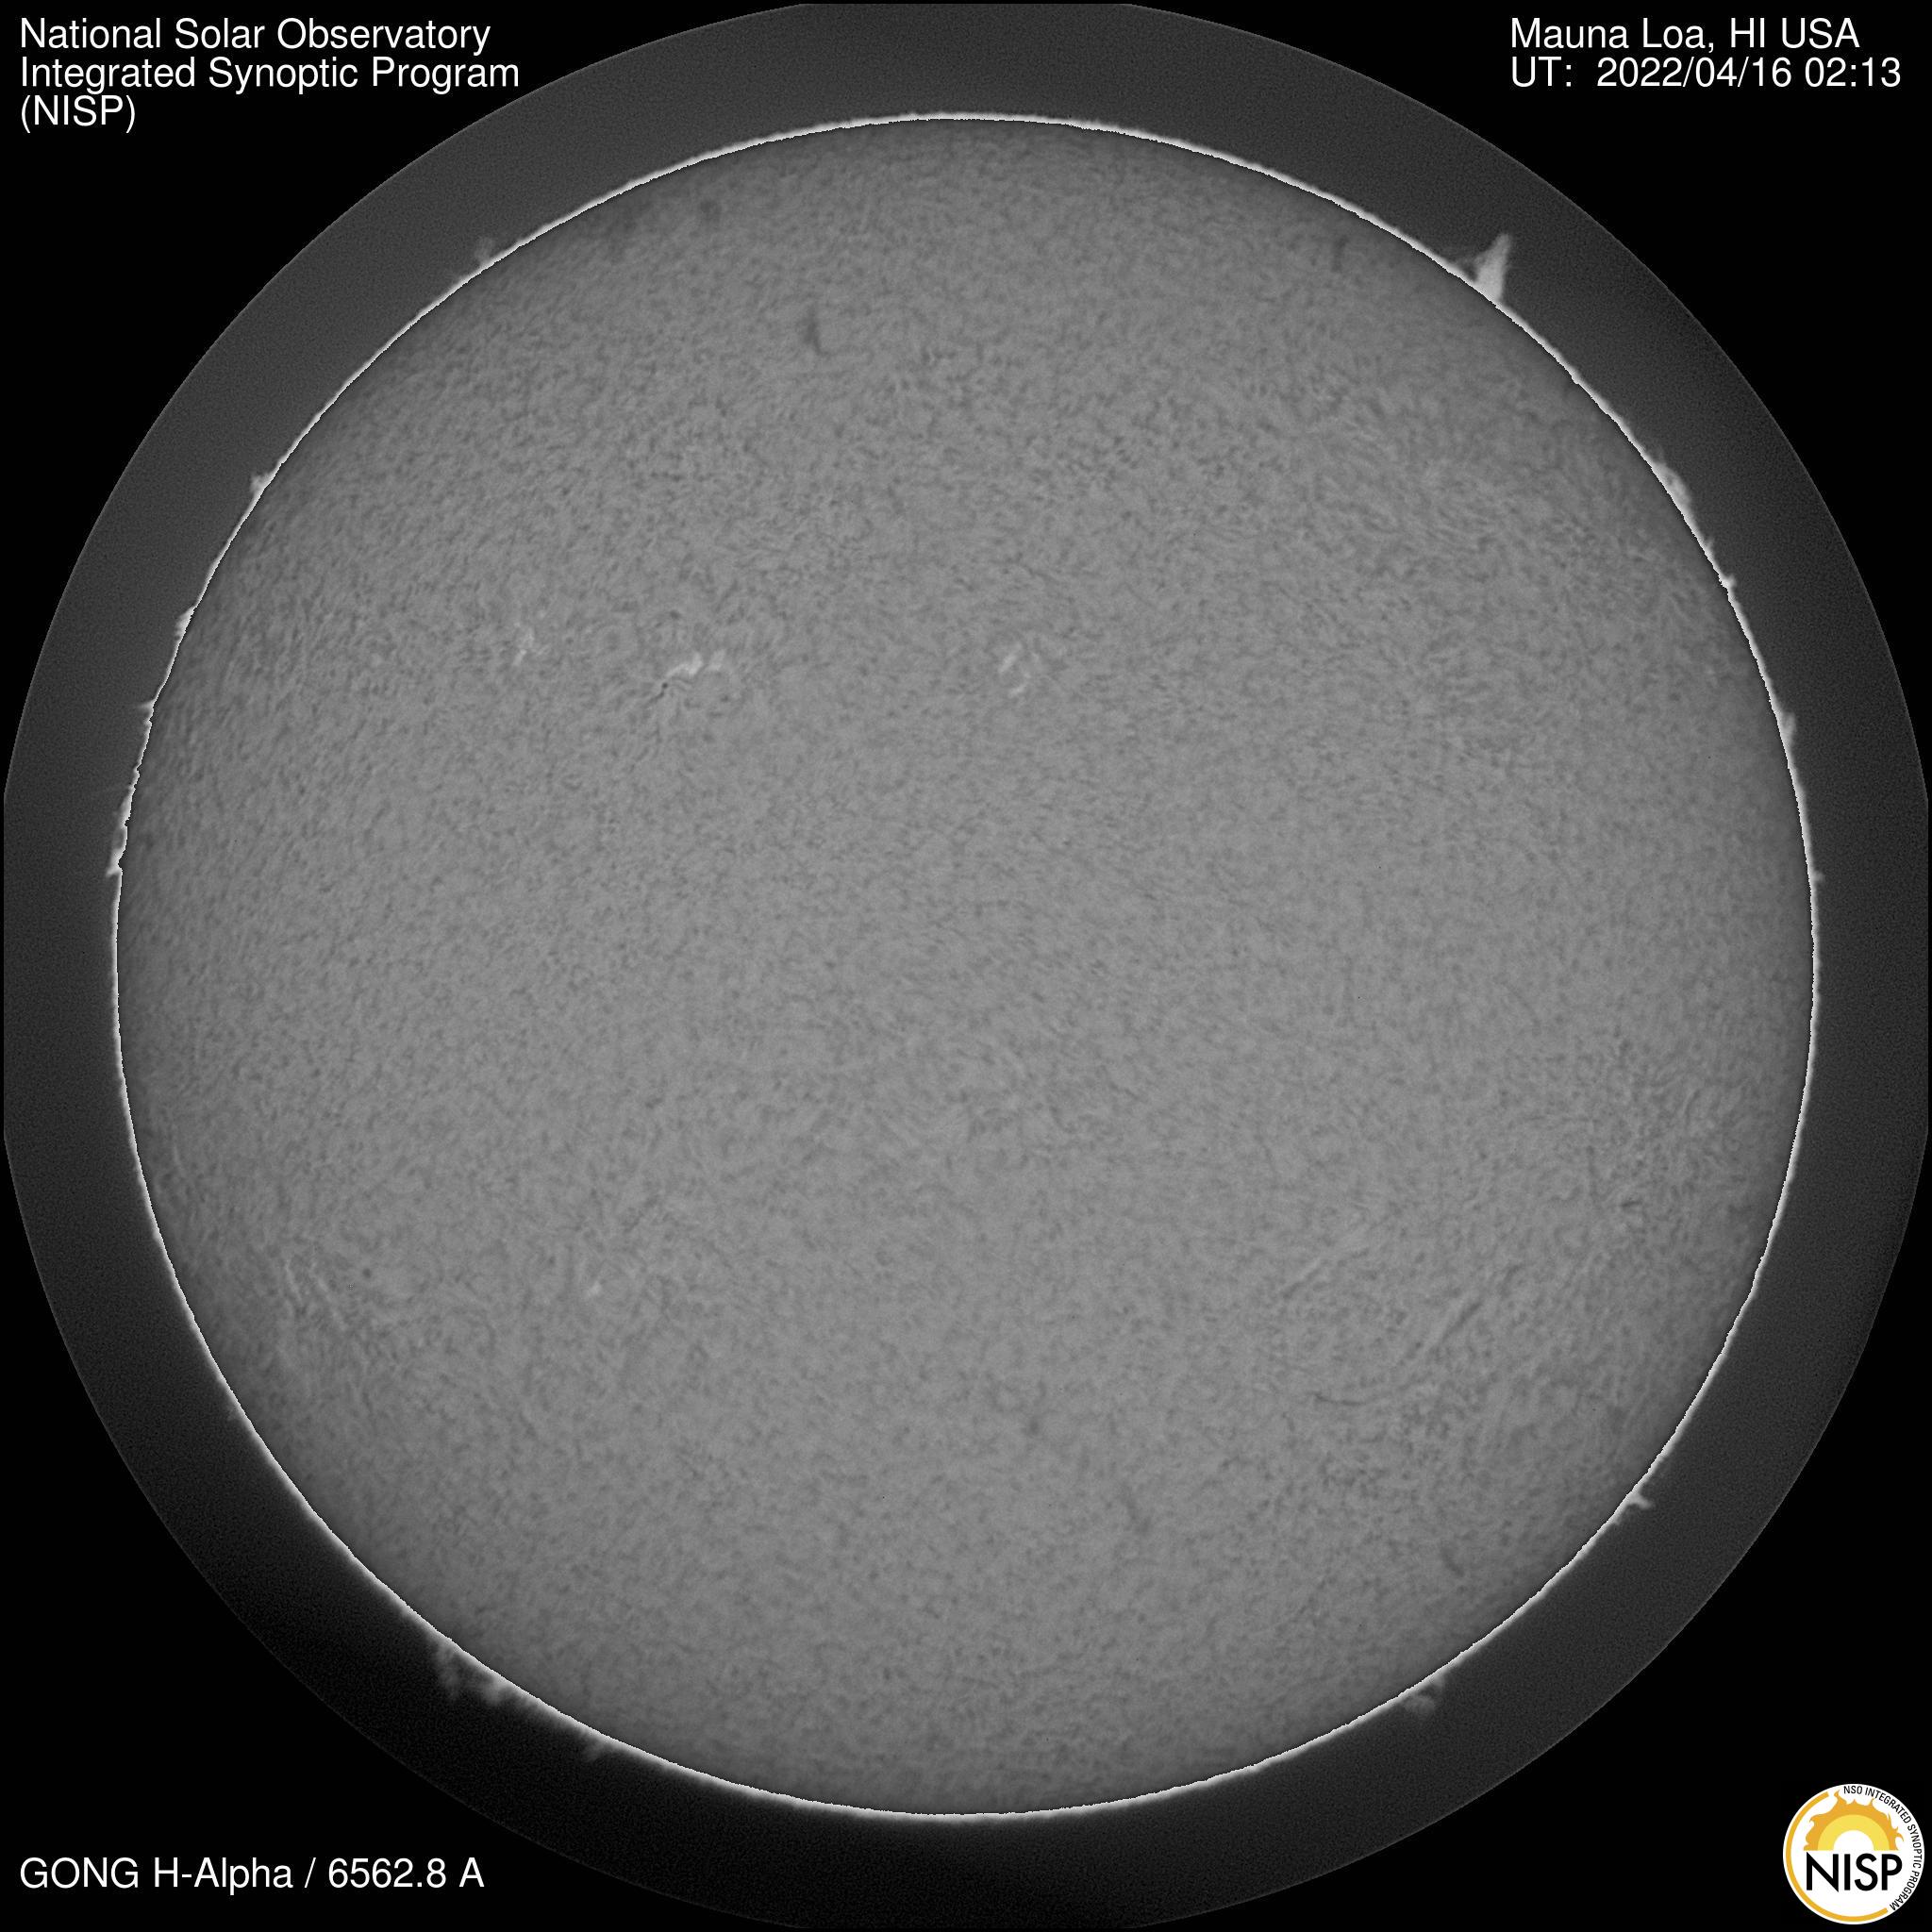 National Solar Observatory
Integrated Synoptic Program
(NISP)
Mauna Loa, HI USA
UT: 2022/04/16 02:13
GONG H-Alpha / 6562.8 A
NSO INTEGRATED SYNOPTIC PROGRAM
NISP